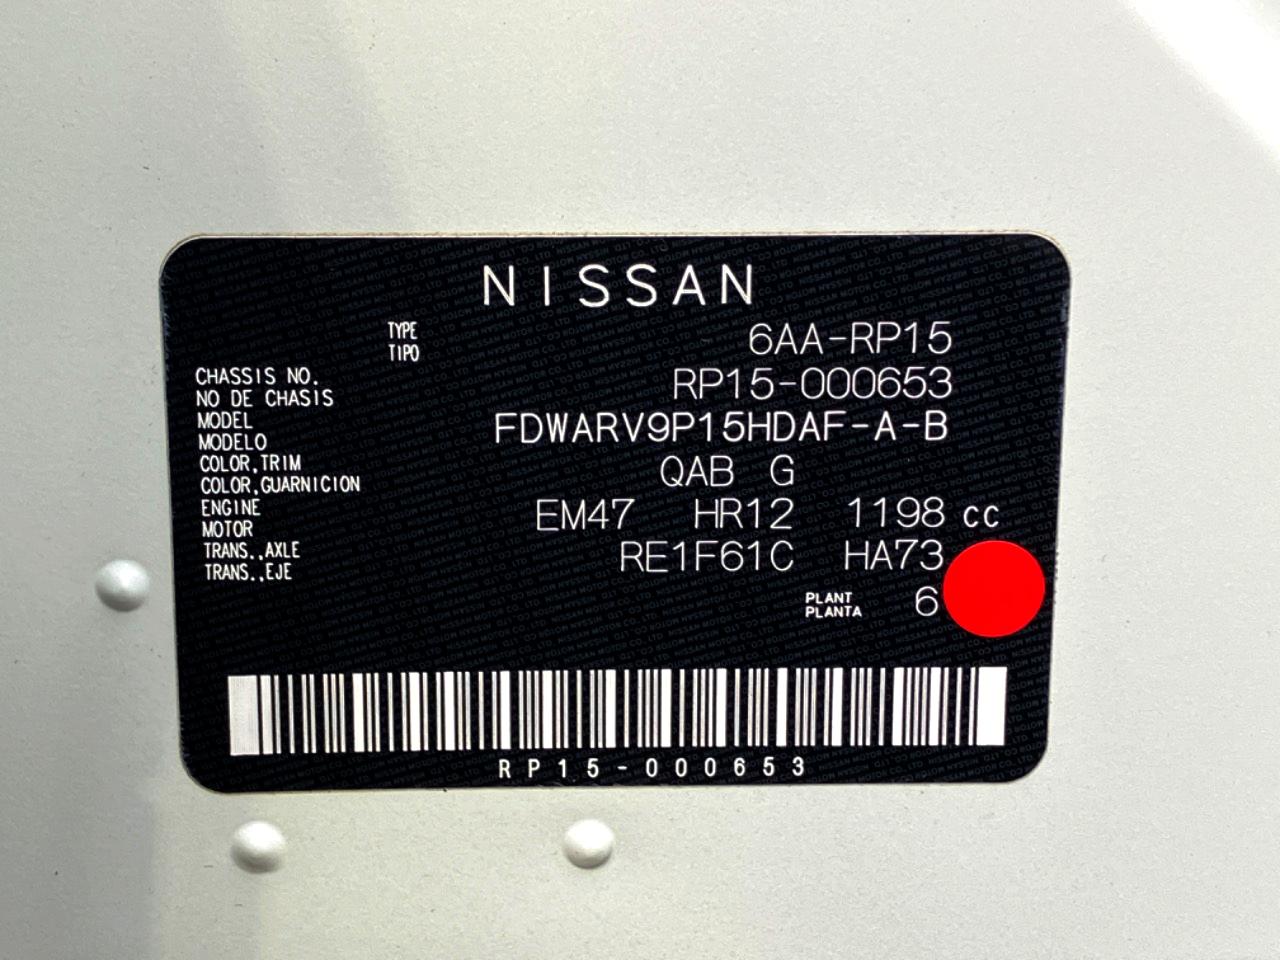 NISSAN
TYPE 6AA-RP15
TIPO
CHASSIS NO. RP15-000653
NO DE CHASIS
MODEL FDWARV9P15HDAF-A-B
MODELO
COLOR,TRIM QAB G
COLOR,GUARNICION
ENGINE EM47 HR12 1198 cc
MOTOR
TRANS.,AXLE RE1F61C HA73
TRANS.,EJE
PLANT 6
PLANTA
RP15-000653